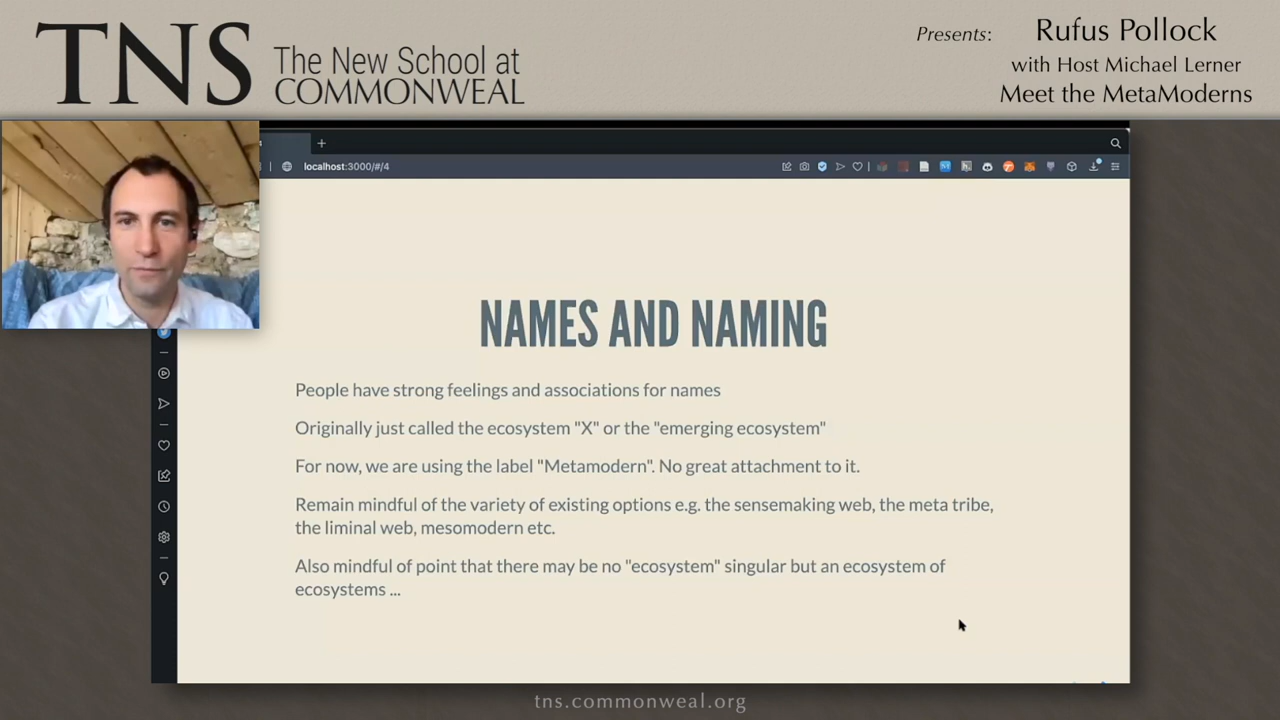 TNS
The New School at
COMMONWEAL
Presents: Rufus Pollock
with Host Michael Lerner
Meet the MetaModerns
localhost:3000/#/4
NAMES AND NAMING
People have strong feelings and associations for names
Originally just called the ecosystem "X" or the "emerging ecosystem"
For now, we are using the label "Metamodern". No great attachment to it.
Remain mindful of the variety of existing options e.g. the sensemaking web, the meta tribe,
the liminal web, mesomodern etc.
Also mindful of point that there may be no "ecosystem" singular but an ecosystem of
ecosystems ...
tns.commonweal.org